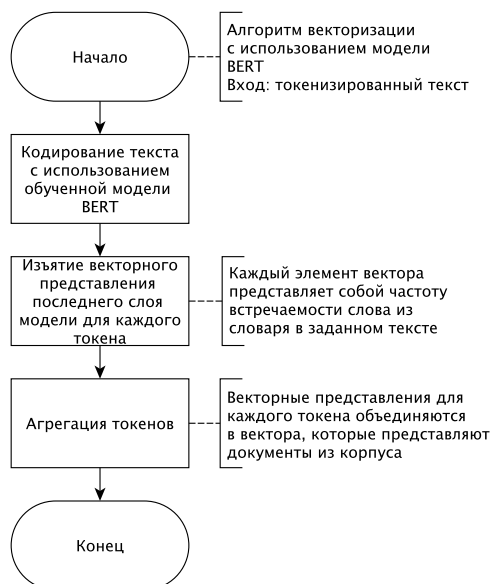 Начало
Алгоритм векторизации
с использованием модели
BERT
Вход: токенизированный текст
Кодирование текста
с использованием
обученной модели
BERT
Изъятие векторного
представления
последнего слоя
модели для каждого
токена
Каждый элемент вектора
представляет собой частоту
встречаемости слова из
словаря в заданном тексте
Агрегация токенов
Векторные представления для
каждого токена объединяются
в вектора, которые представляют
документы из корпуса
Конец